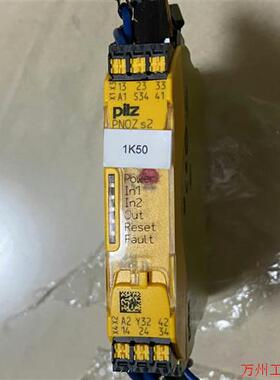 13 23 33
A1 S34 41
pilz
PNOZ s2
1K50
Power
In1
In2
Out
Reset
Fault
A2 Y32 42
14 24 34
万州工